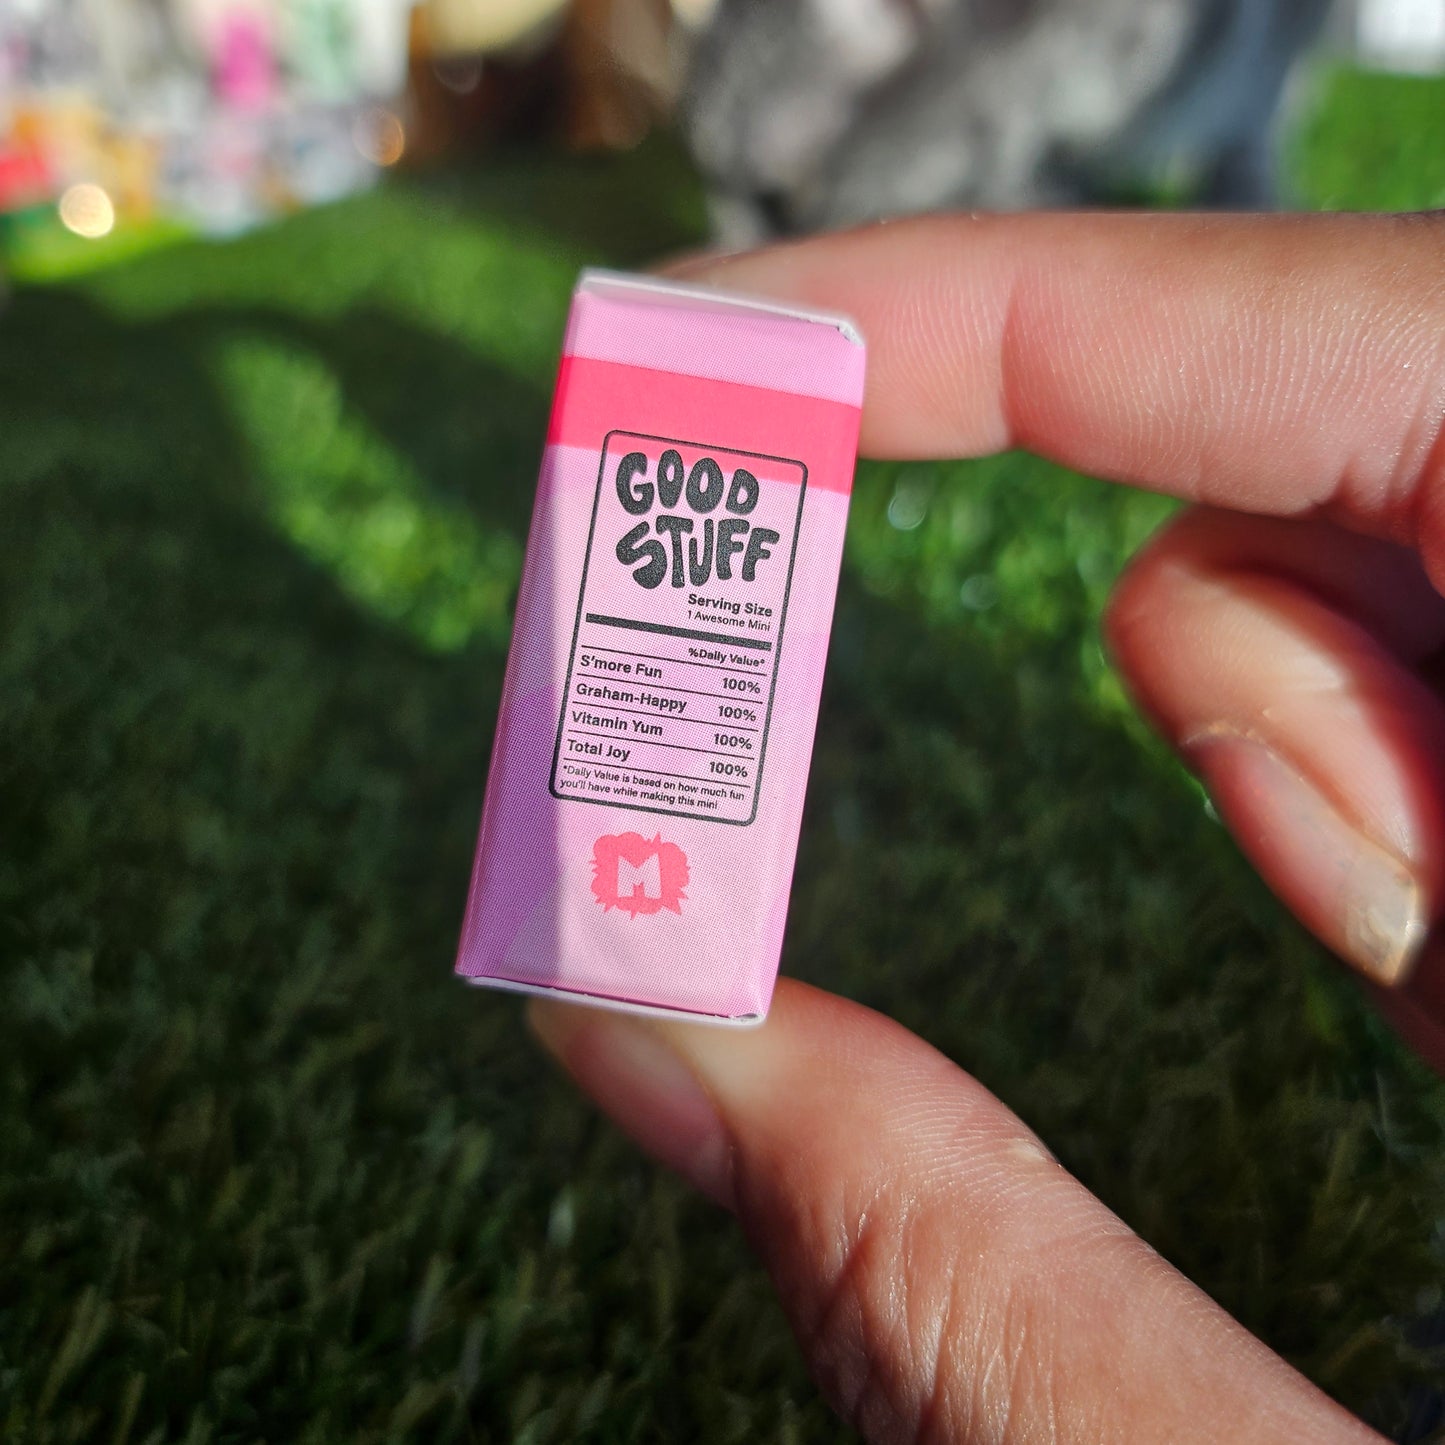 GOOD
STUFF
Serving Size
1 Awesome Mini
%Daily Value*
S'more Fun 100%
Graham-Happy 100%
Vitamin Yum 100%
Total Joy 100%
*Daily Value is based on how much fun
you'll have while making this mini
M